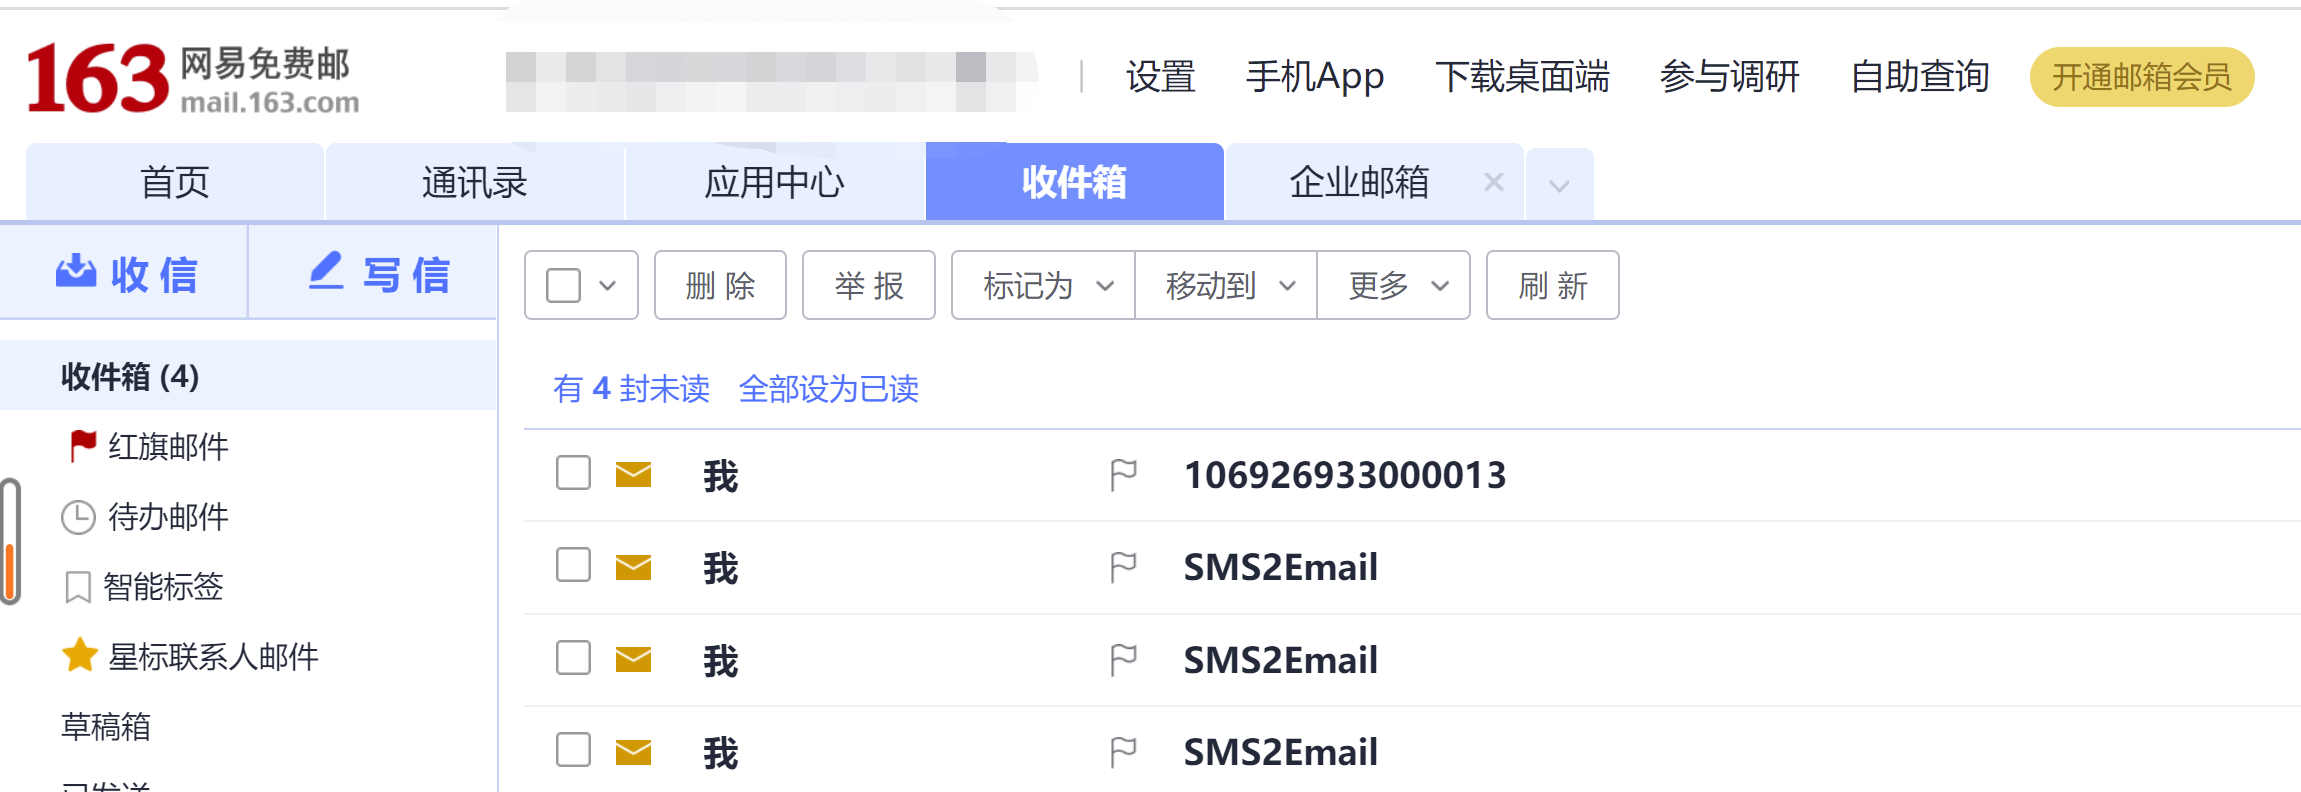 163 网易免费邮
mail.163.com
设置 手机App 下载桌面端 参与调研 自助查询 开通邮箱会员
首页 通讯录 应用中心 收件箱 企业邮箱
收信 写信
删除 举报 标记为 移动到 更多 刷新
收件箱 (4)
红旗邮件
待办邮件
智能标签
星标联系人邮件
草稿箱
已发送
有 4 封未读 全部设为已读
我 106926933000013
我 SMS2Email
我 SMS2Email
我 SMS2Email